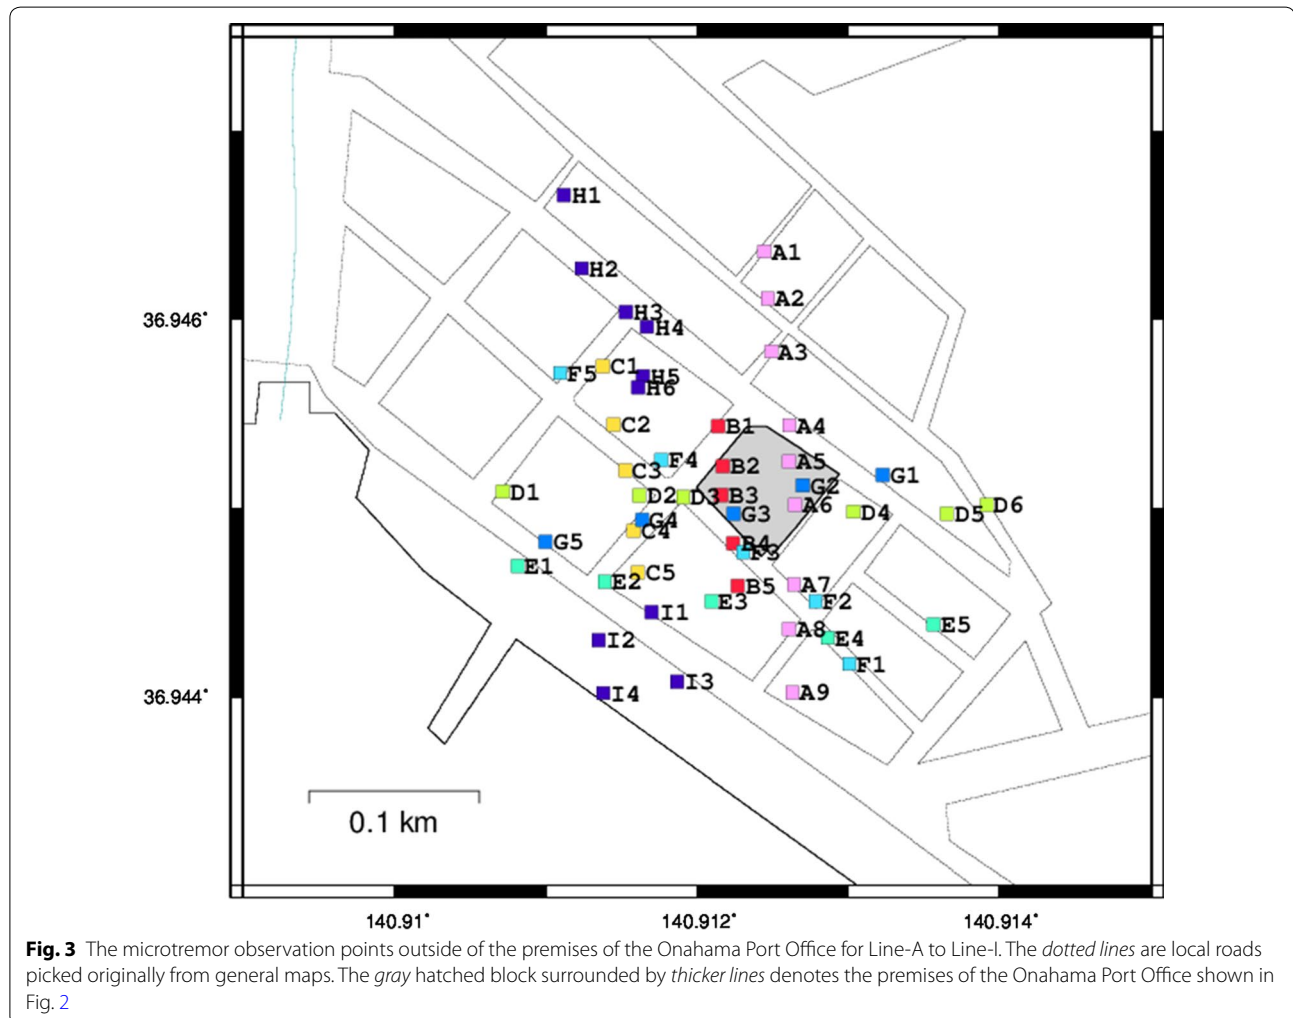 H1
A1
H2
A2
H3
36.946°
H4
A3
C1
F5
H5
H6
C2
B1
A4
F4
A5
B2
C3
G1
G2
D1
D2
D3
B3
A6
D6
G3
D4
D5
G4
C4
G5
B4
F3
E1
C5
E2
B5
A7
E3
F2
I1
E5
A8
E4
I2
F1
I3
I4
A9
36.944°
0.1 km
140.91°
140.912°
140.914°
Fig. 3 The microtremor observation points outside of the premises of the Onahama Port Office for Line-A to Line-I. The dotted lines are local roads
picked originally from general maps. The gray hatched block surrounded by thicker lines denotes the premises of the Onahama Port Office shown in
Fig. 2